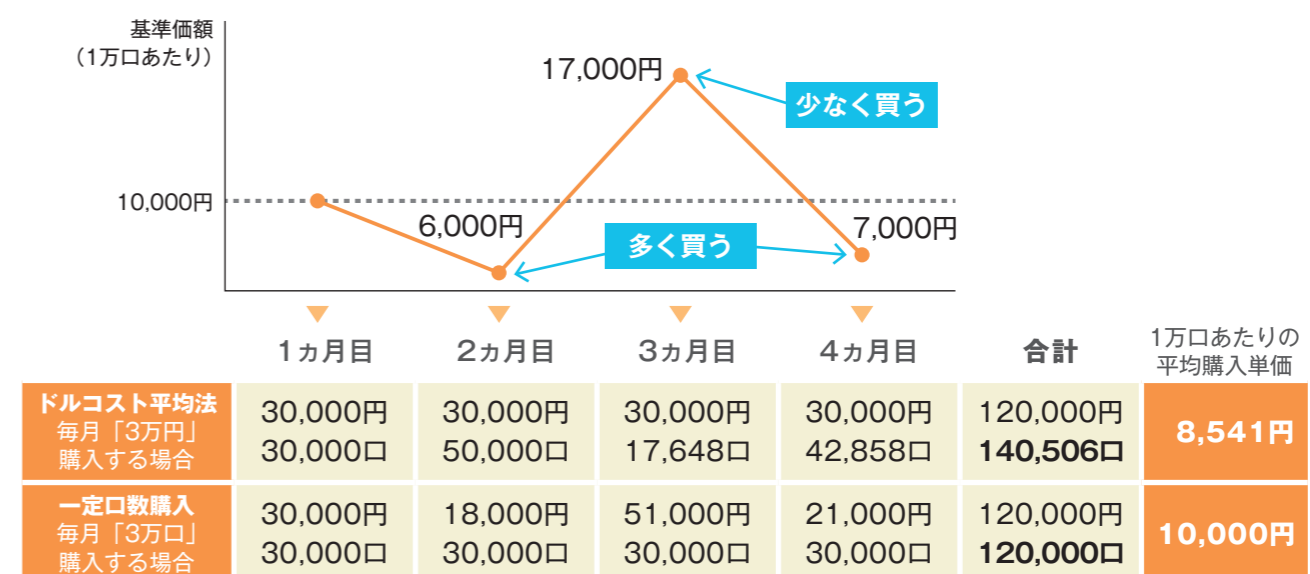 基準価額
（1万口あたり）
17,000円
少なく買う
10,000円
6,000円
多く買う
7,000円
1ヵ月目 2ヵ月目 3ヵ月目 4ヵ月目 合計 1万口あたりの
平均購入単価
ドルコスト平均法
毎月「3万円」
購入する場合
30,000円 30,000円 30,000円 30,000円 120,000円
30,000口 50,000口 17,648口 42,858口 140,506口
8,541円
一定口数購入
毎月「3万口」
購入する場合
30,000円 18,000円 51,000円 21,000円 120,000円
30,000口 30,000口 30,000口 30,000口 120,000口
10,000円